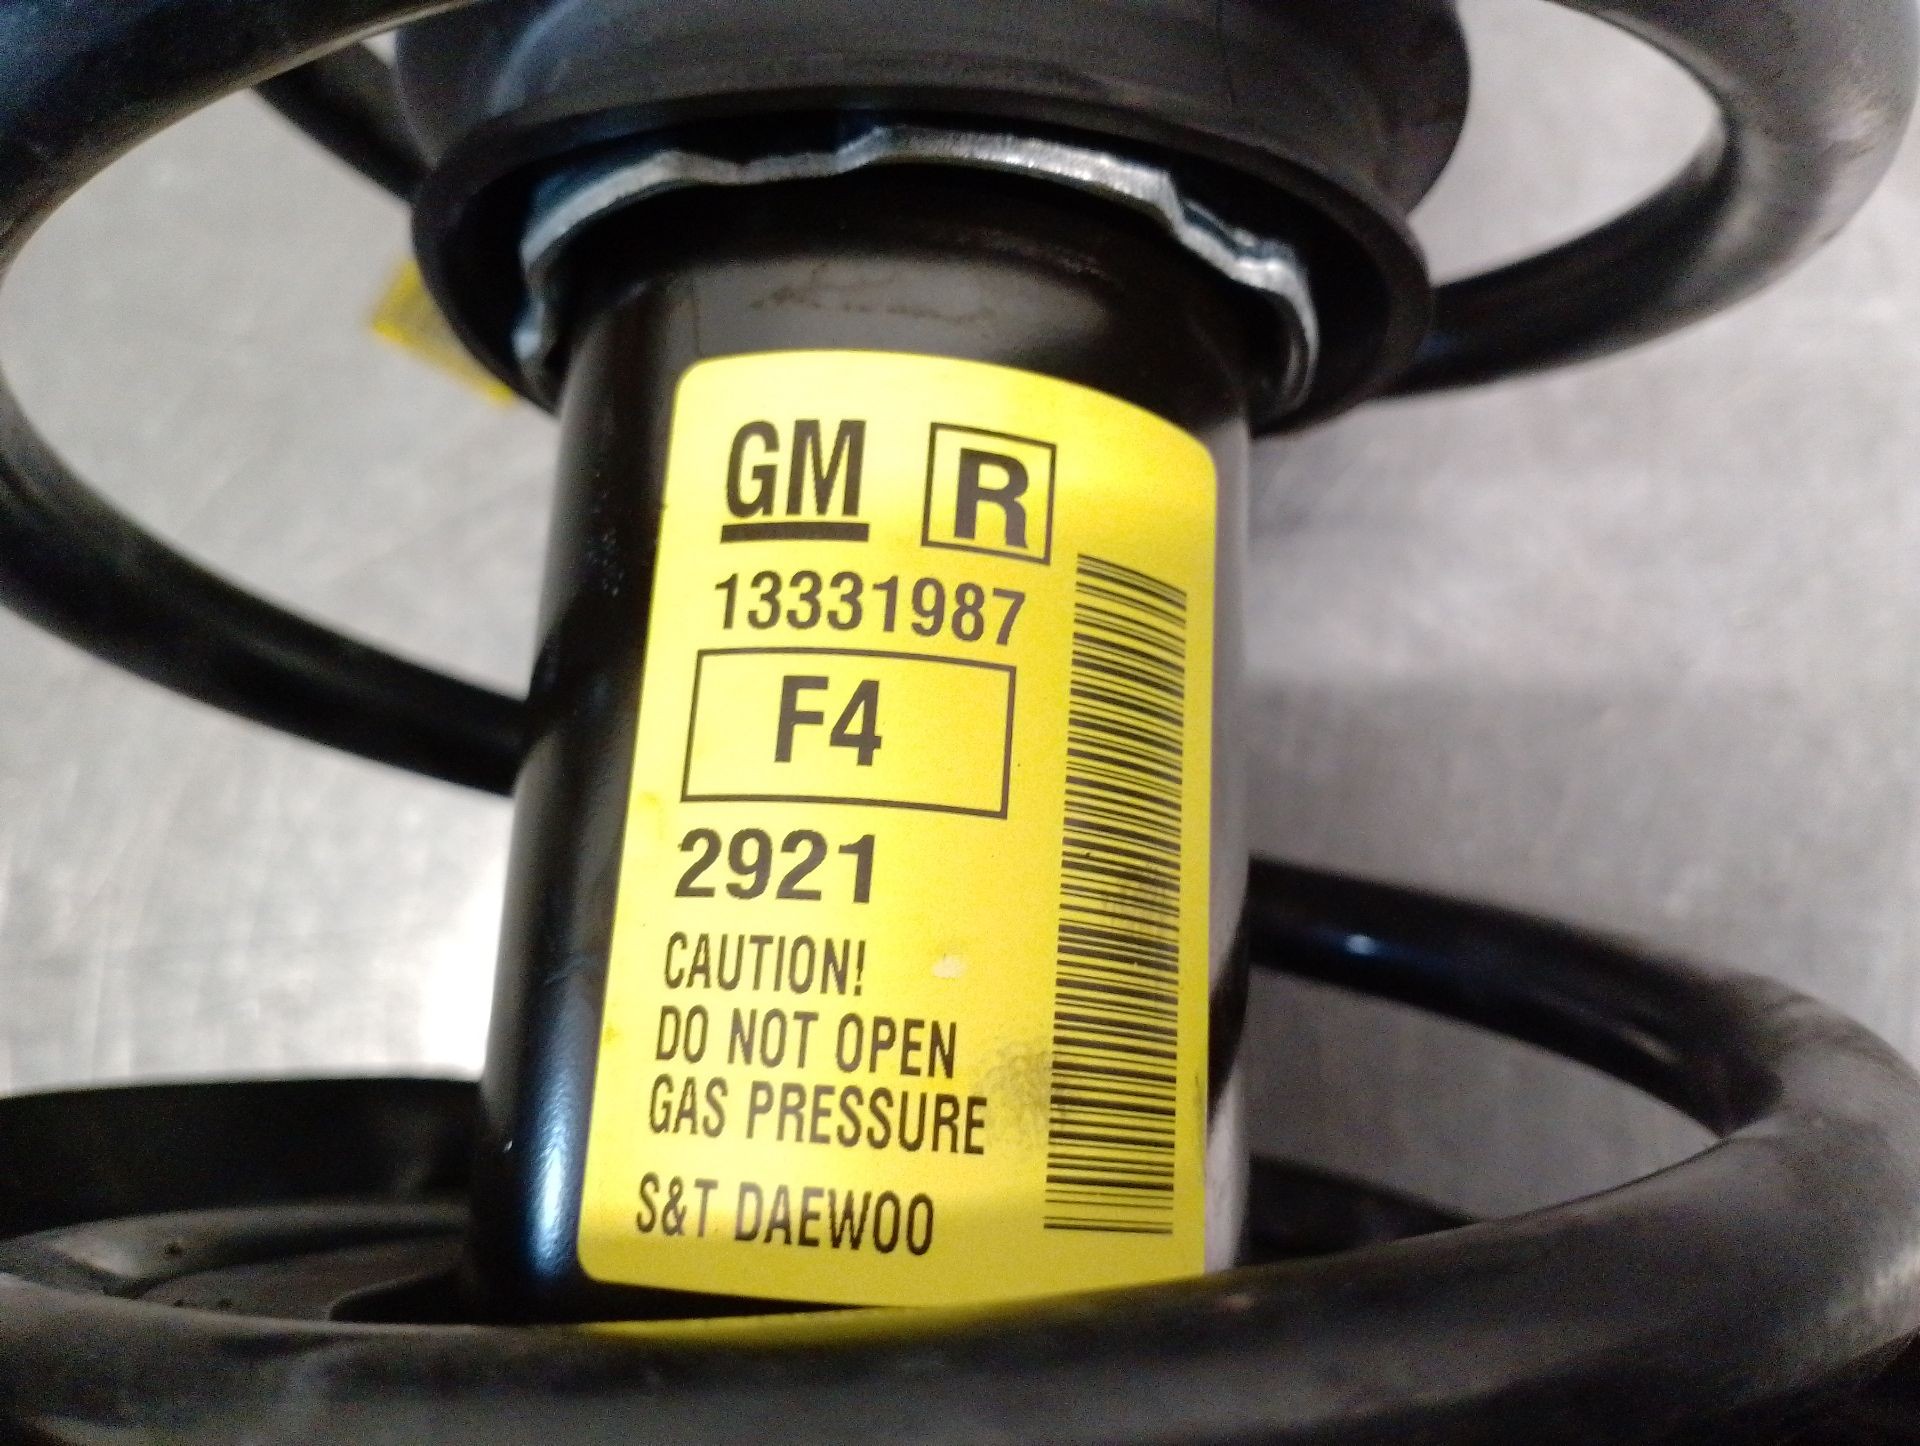 GM R
13331987
F4
2921
CAUTION!
DO NOT OPEN
GAS PRESSURE
S&T DAEWOO